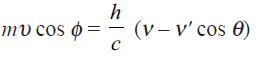 mυ cos ϕ = h/c (ν – ν′ cos θ)